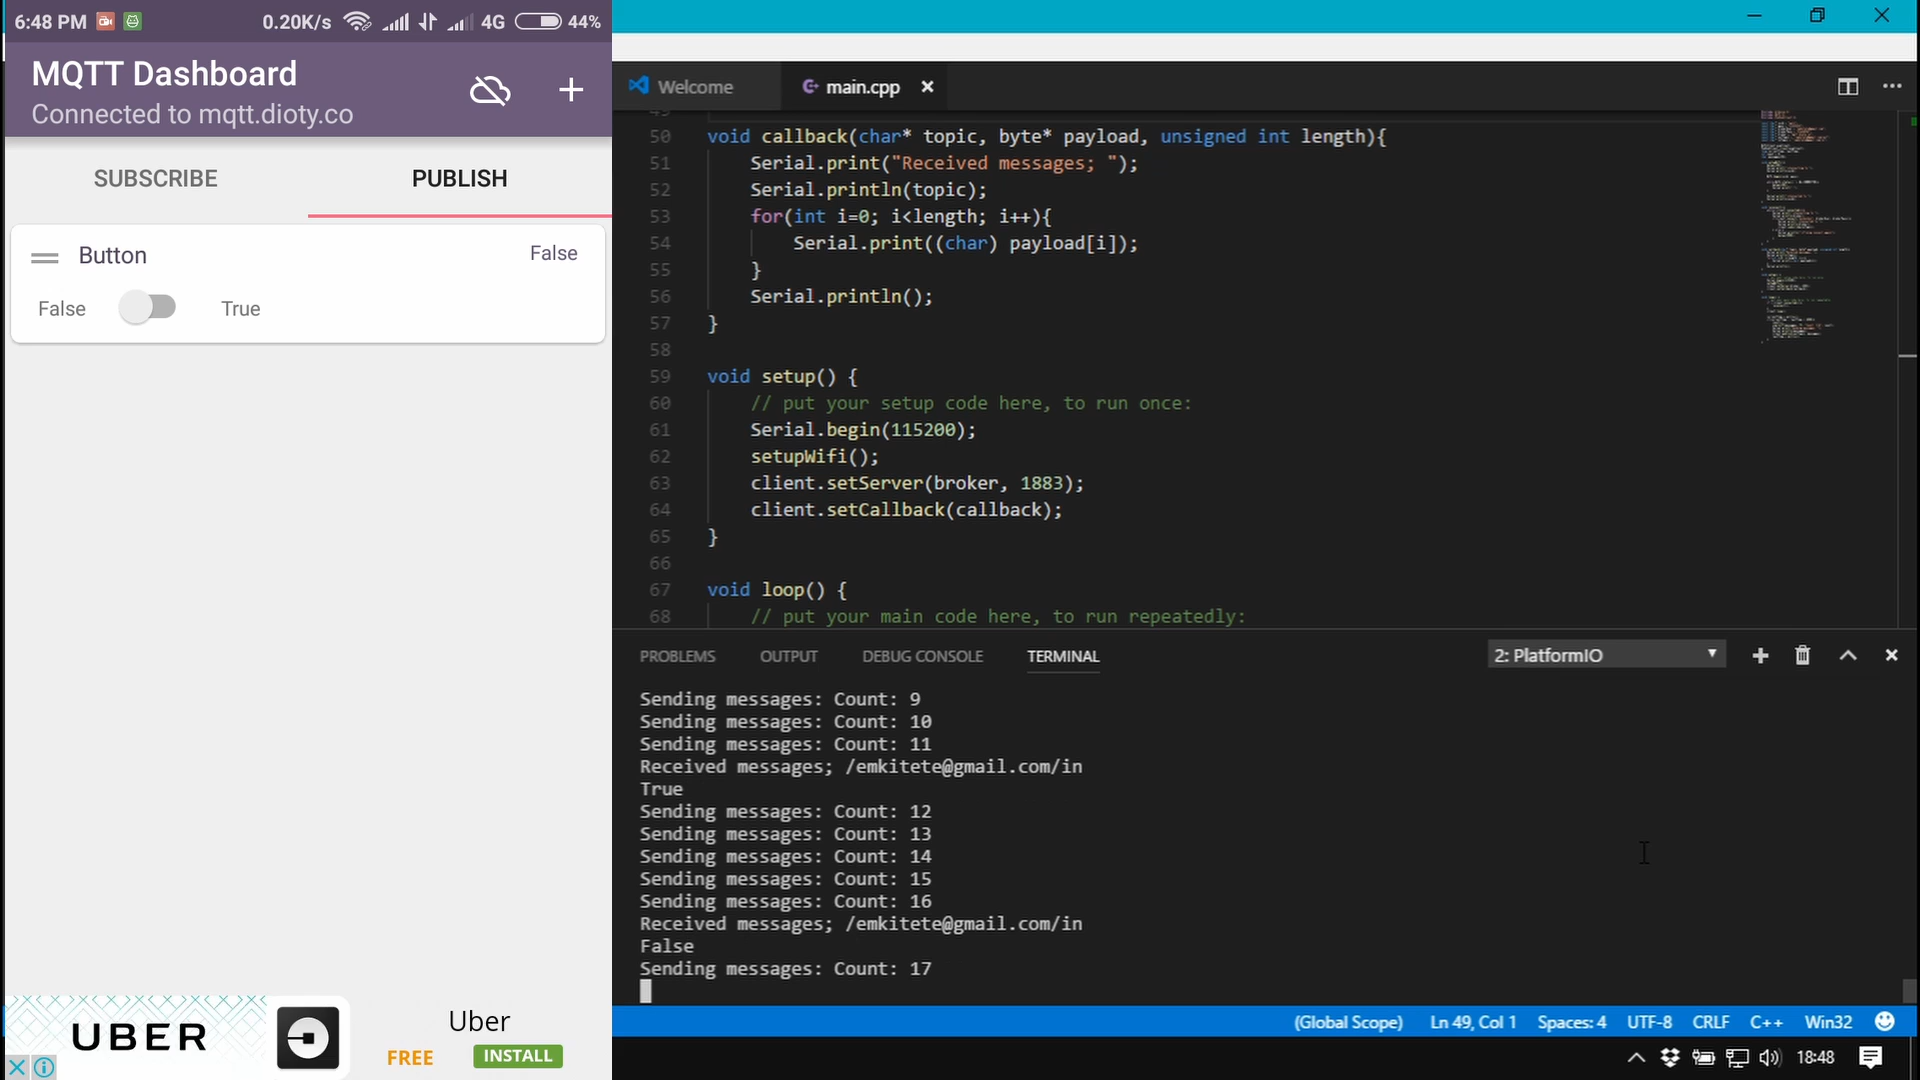 6:48 PM 0.20K/s 4G 44%
MQTT Dashboard
Connected to mqtt.dioty.co
SUBSCRIBE PUBLISH
Button False
False True
UBER
Uber
FREE INSTALL
Welcome main.cpp
50 void callback(char* topic, byte* payload, unsigned int length){
51 Serial.print("Received messages; ");
52 Serial.println(topic);
53 for(int i=0; i<length; i++){
54 Serial.print((char) payload[i]);
55 }
56 Serial.println();
57 }
58
59 void setup() {
60 // put your setup code here, to run once:
61 Serial.begin(115200);
62 setupWifi();
63 client.setServer(broker, 1883);
64 client.setCallback(callback);
65 }
66
67 void loop() {
68 // put your main code here, to run repeatedly:
PROBLEMS OUTPUT DEBUG CONSOLE TERMINAL 2: PlatformIO
Sending messages: Count: 9
Sending messages: Count: 10
Sending messages: Count: 11
Received messages; /emkitete@gmail.com/in
True
Sending messages: Count: 12
Sending messages: Count: 13
Sending messages: Count: 14
Sending messages: Count: 15
Sending messages: Count: 16
Received messages; /emkitete@gmail.com/in
False
Sending messages: Count: 17
(Global Scope) Ln 49, Col 1 Spaces: 4 UTF-8 CRLF C++ Win32
18:48